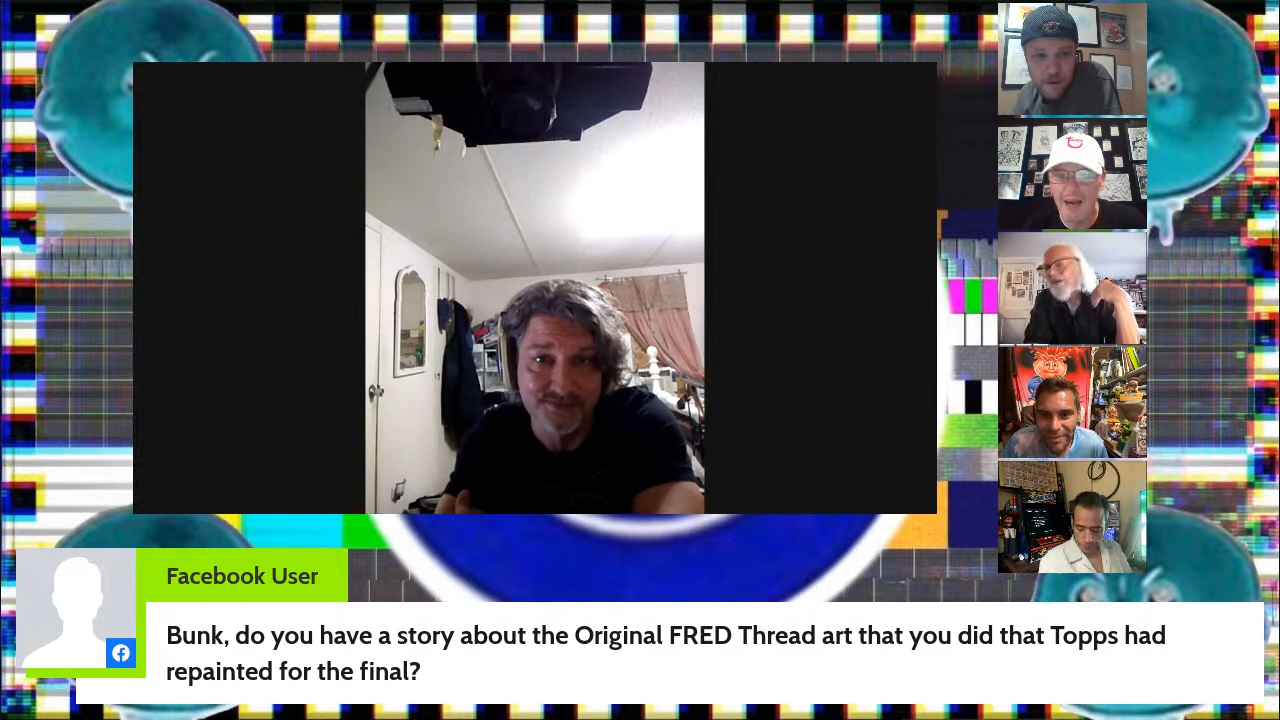 Facebook User
Bunk, do you have a story about the Original FRED Thread art that you did that Topps had
repainted for the final?